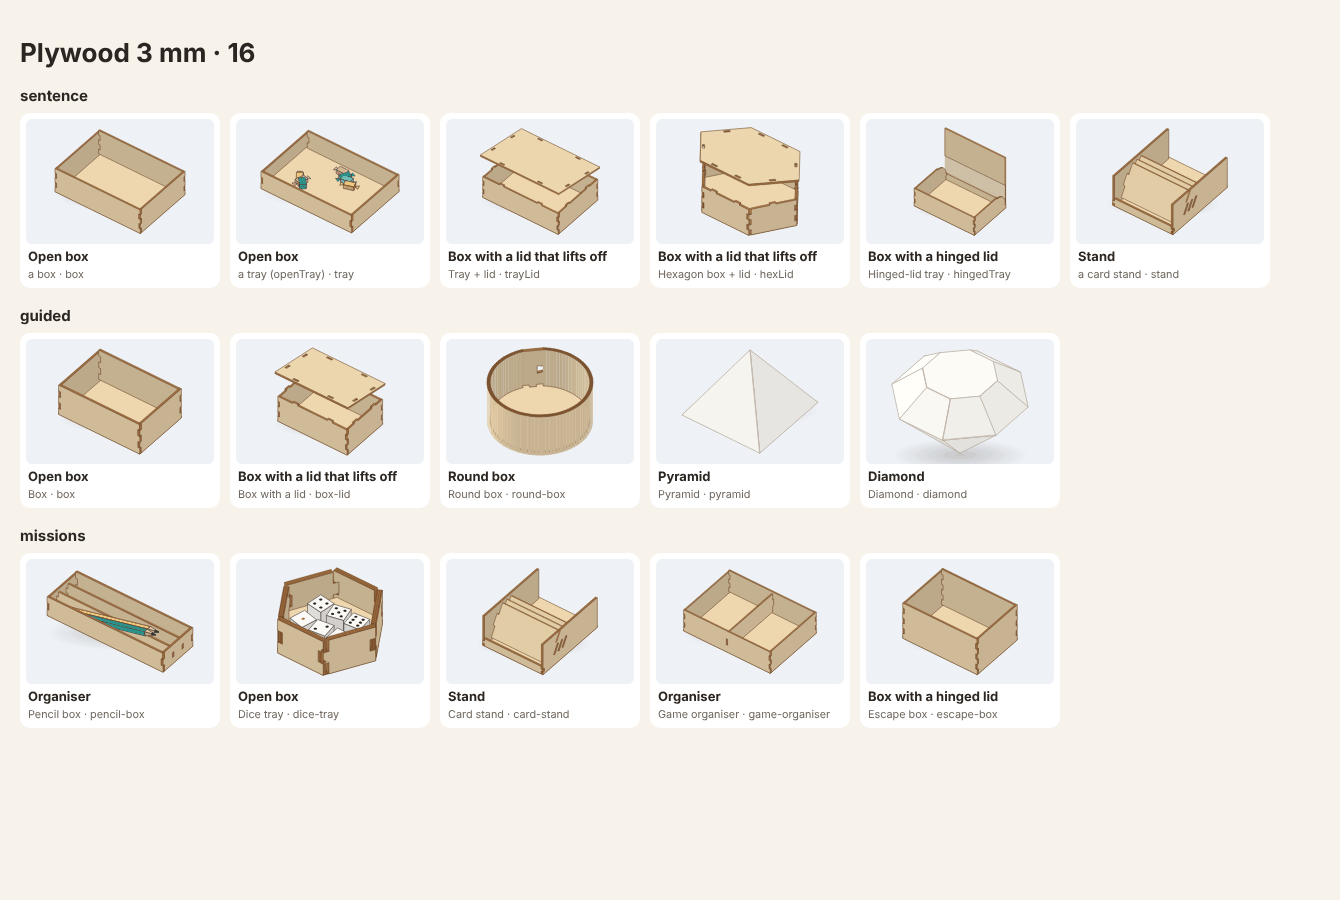 Plywood 3 mm · 16
sentence
Open box
a box · box
Open box
a tray (openTray) · tray
Box with a lid that lifts off
Tray + lid · trayLid
Box with a lid that lifts off
Hexagon box + lid · hexLid
Box with a hinged lid
Hinged-lid tray · hingedTray
Stand
a card stand · stand
guided
Open box
Box · box
Box with a lid that lifts off
Box with a lid · box-lid
Round box
Round box · round-box
Pyramid
Pyramid · pyramid
Diamond
Diamond · diamond
missions
Organiser
Pencil box · pencil-box
Open box
Dice tray · dice-tray
Stand
Card stand · card-stand
Organiser
Game organiser · game-organiser
Box with a hinged lid
Escape box · escape-box